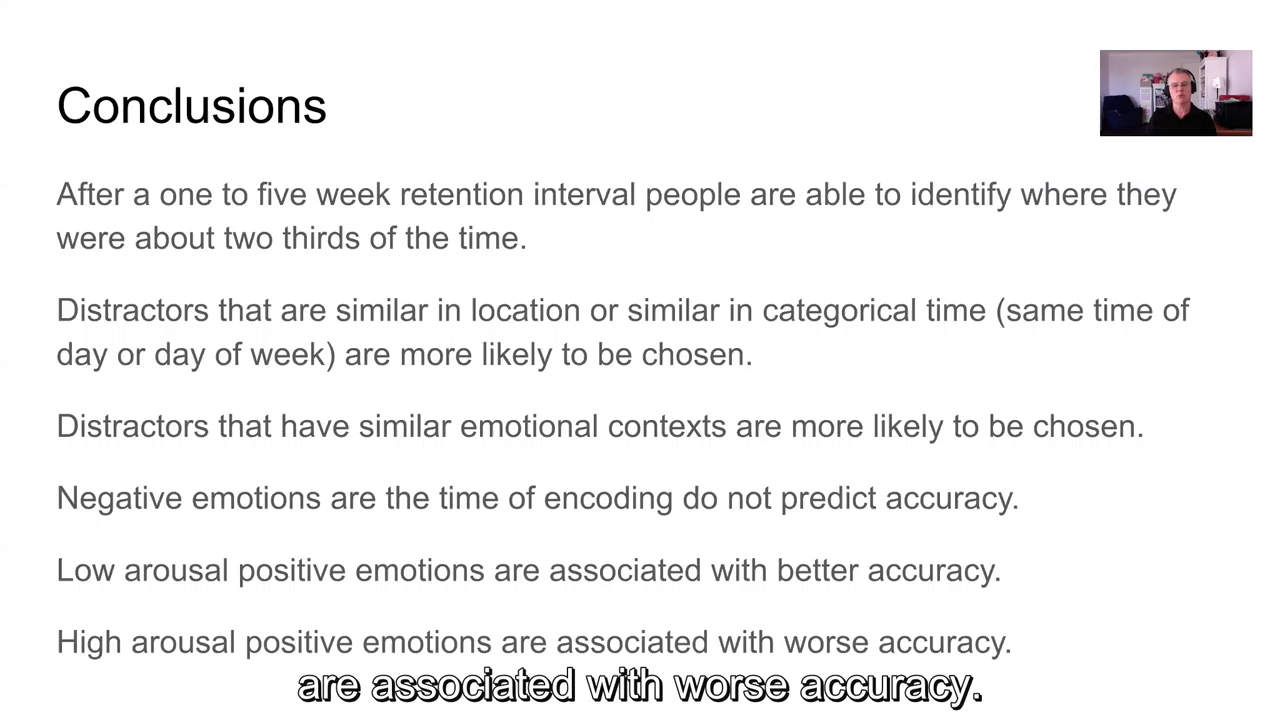 Conclusions
After a one to five week retention interval people are able to identify where they
were about two thirds of the time.
Distractors that are similar in location or similar in categorical time (same time of
day or day of week) are more likely to be chosen.
Distractors that have similar emotional contexts are more likely to be chosen.
Negative emotions are the time of encoding do not predict accuracy.
Low arousal positive emotions are associated with better accuracy.
High arousal positive emotions are associated with worse accuracy.
are associated with worse accuracy.